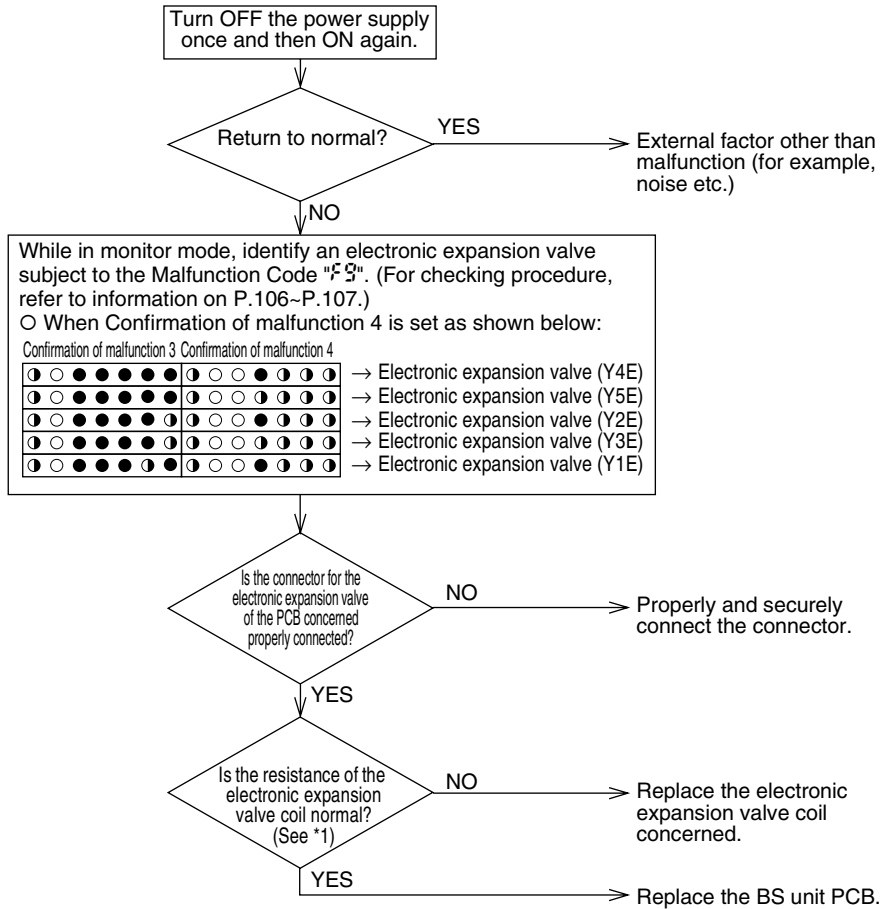 Turn OFF the power supply
once and then ON again.
Return to normal?
YES
External factor other than
malfunction (for example,
noise etc.)
NO
While in monitor mode, identify an electronic expansion valve
subject to the Malfunction Code "F9". (For checking procedure,
refer to information on P.106~P.107.)
○ When Confirmation of malfunction 4 is set as shown below:
Confirmation of malfunction 3 Confirmation of malfunction 4
◑ ○ ● ● ● ● ● ◑ ○ ○ ● ◑ ◑ ◑ → Electronic expansion valve (Y4E)
◑ ○ ● ● ● ● ● ◑ ○ ○ ◑ ◑ ◑ ◑ → Electronic expansion valve (Y5E)
◑ ○ ● ● ● ● ◑ ◑ ○ ○ ● ◑ ◑ ◑ → Electronic expansion valve (Y2E)
◑ ○ ● ● ● ● ◑ ◑ ○ ○ ◑ ◑ ◑ ◑ → Electronic expansion valve (Y3E)
◑ ○ ● ● ● ◑ ● ◑ ○ ○ ● ◑ ◑ ◑ → Electronic expansion valve (Y1E)
Is the connector for the
electronic expansion valve
of the PCB concerned
properly connected?
NO
Properly and securely
connect the connector.
YES
Is the resistance of the
electronic expansion
valve coil normal?
(See *1)
NO
Replace the electronic
expansion valve coil
concerned.
YES
Replace the BS unit PCB.